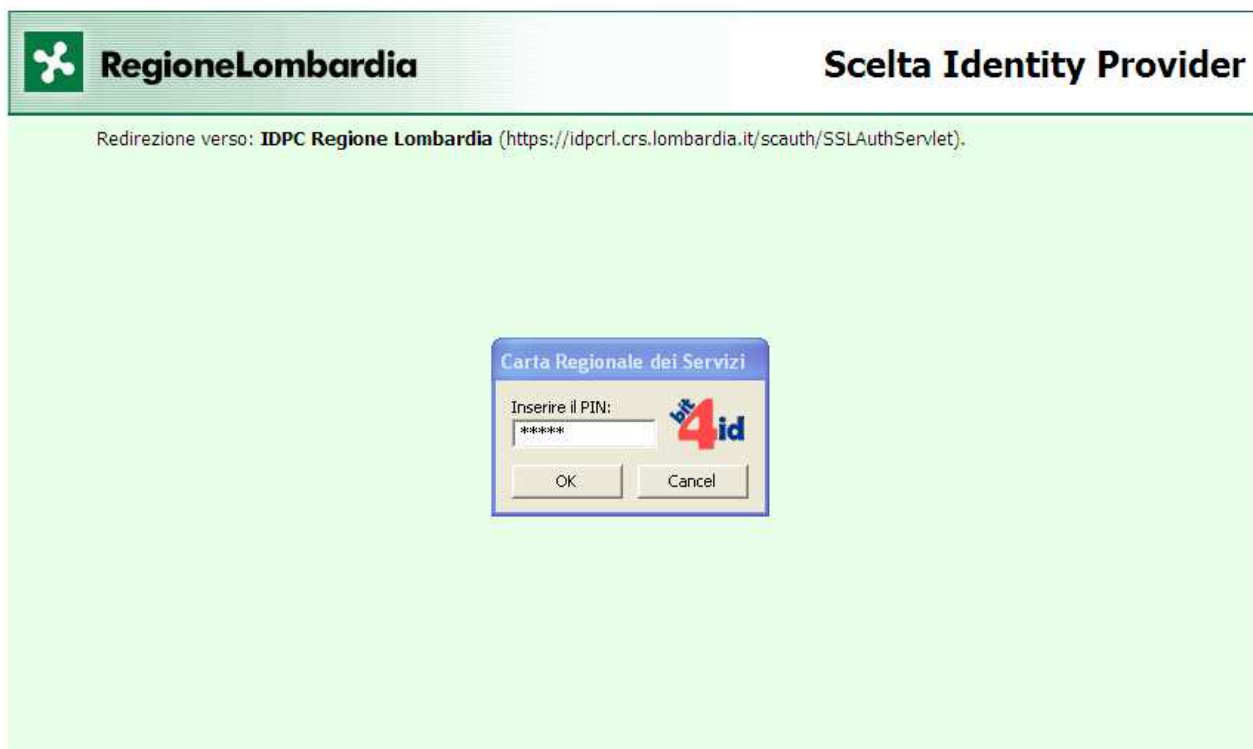 RegioneLombardia
Scelta Identity Provider
Redirezione verso: IDPC Regione Lombardia (https://idpcrl.crs.lombardia.it/scauth/SSLAuthServlet).
Carta Regionale dei Servizi
Inserire il PIN:
*****
bit4id
OK
Cancel